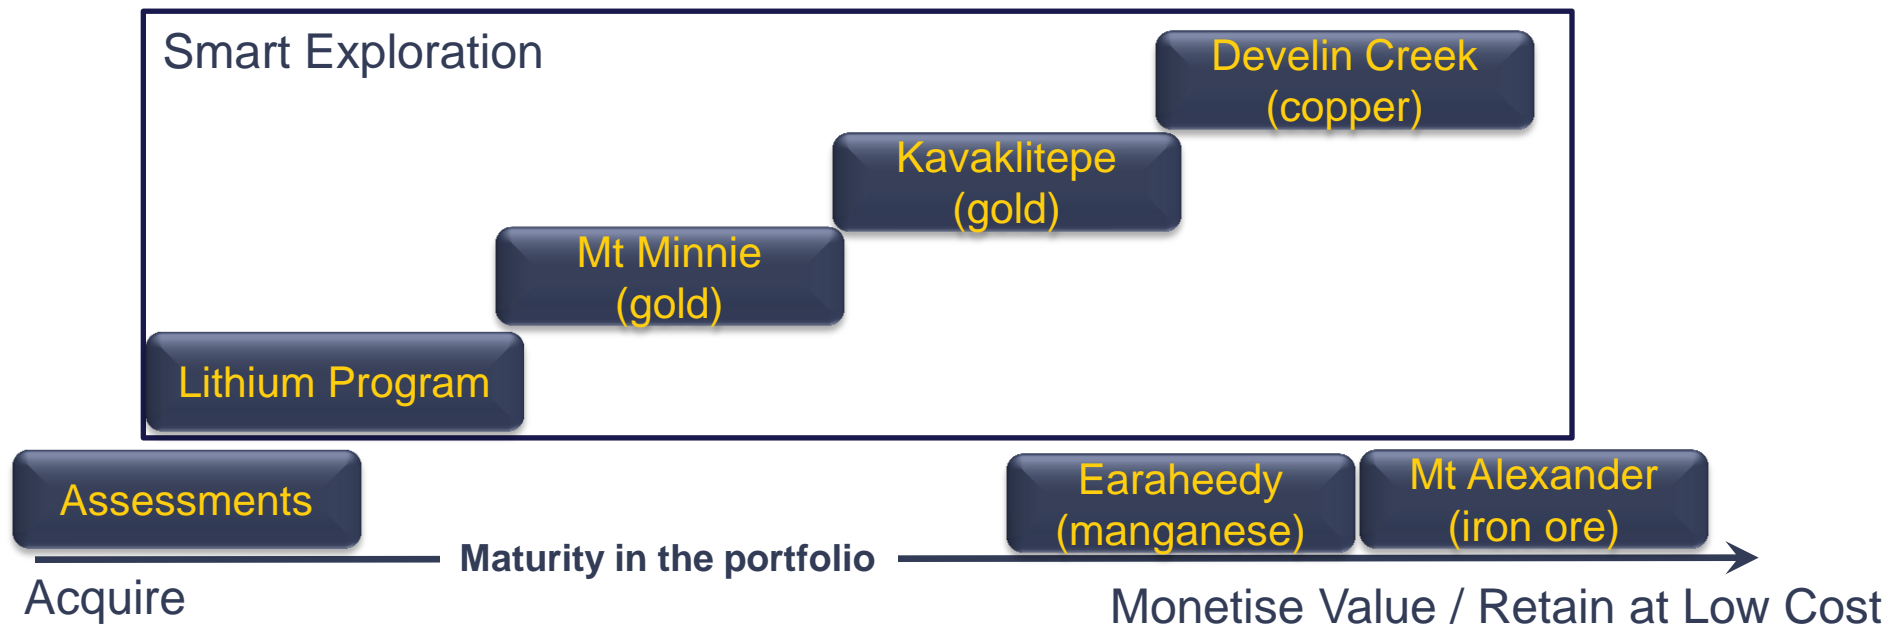 Smart Exploration
Develin Creek
(copper)
Kavaklitepe
(gold)
Mt Minnie
(gold)
Lithium Program
Assessments
Earaheedy
(manganese)
Mt Alexander
(iron ore)
Maturity in the portfolio
Acquire
Monetise Value / Retain at Low Cost